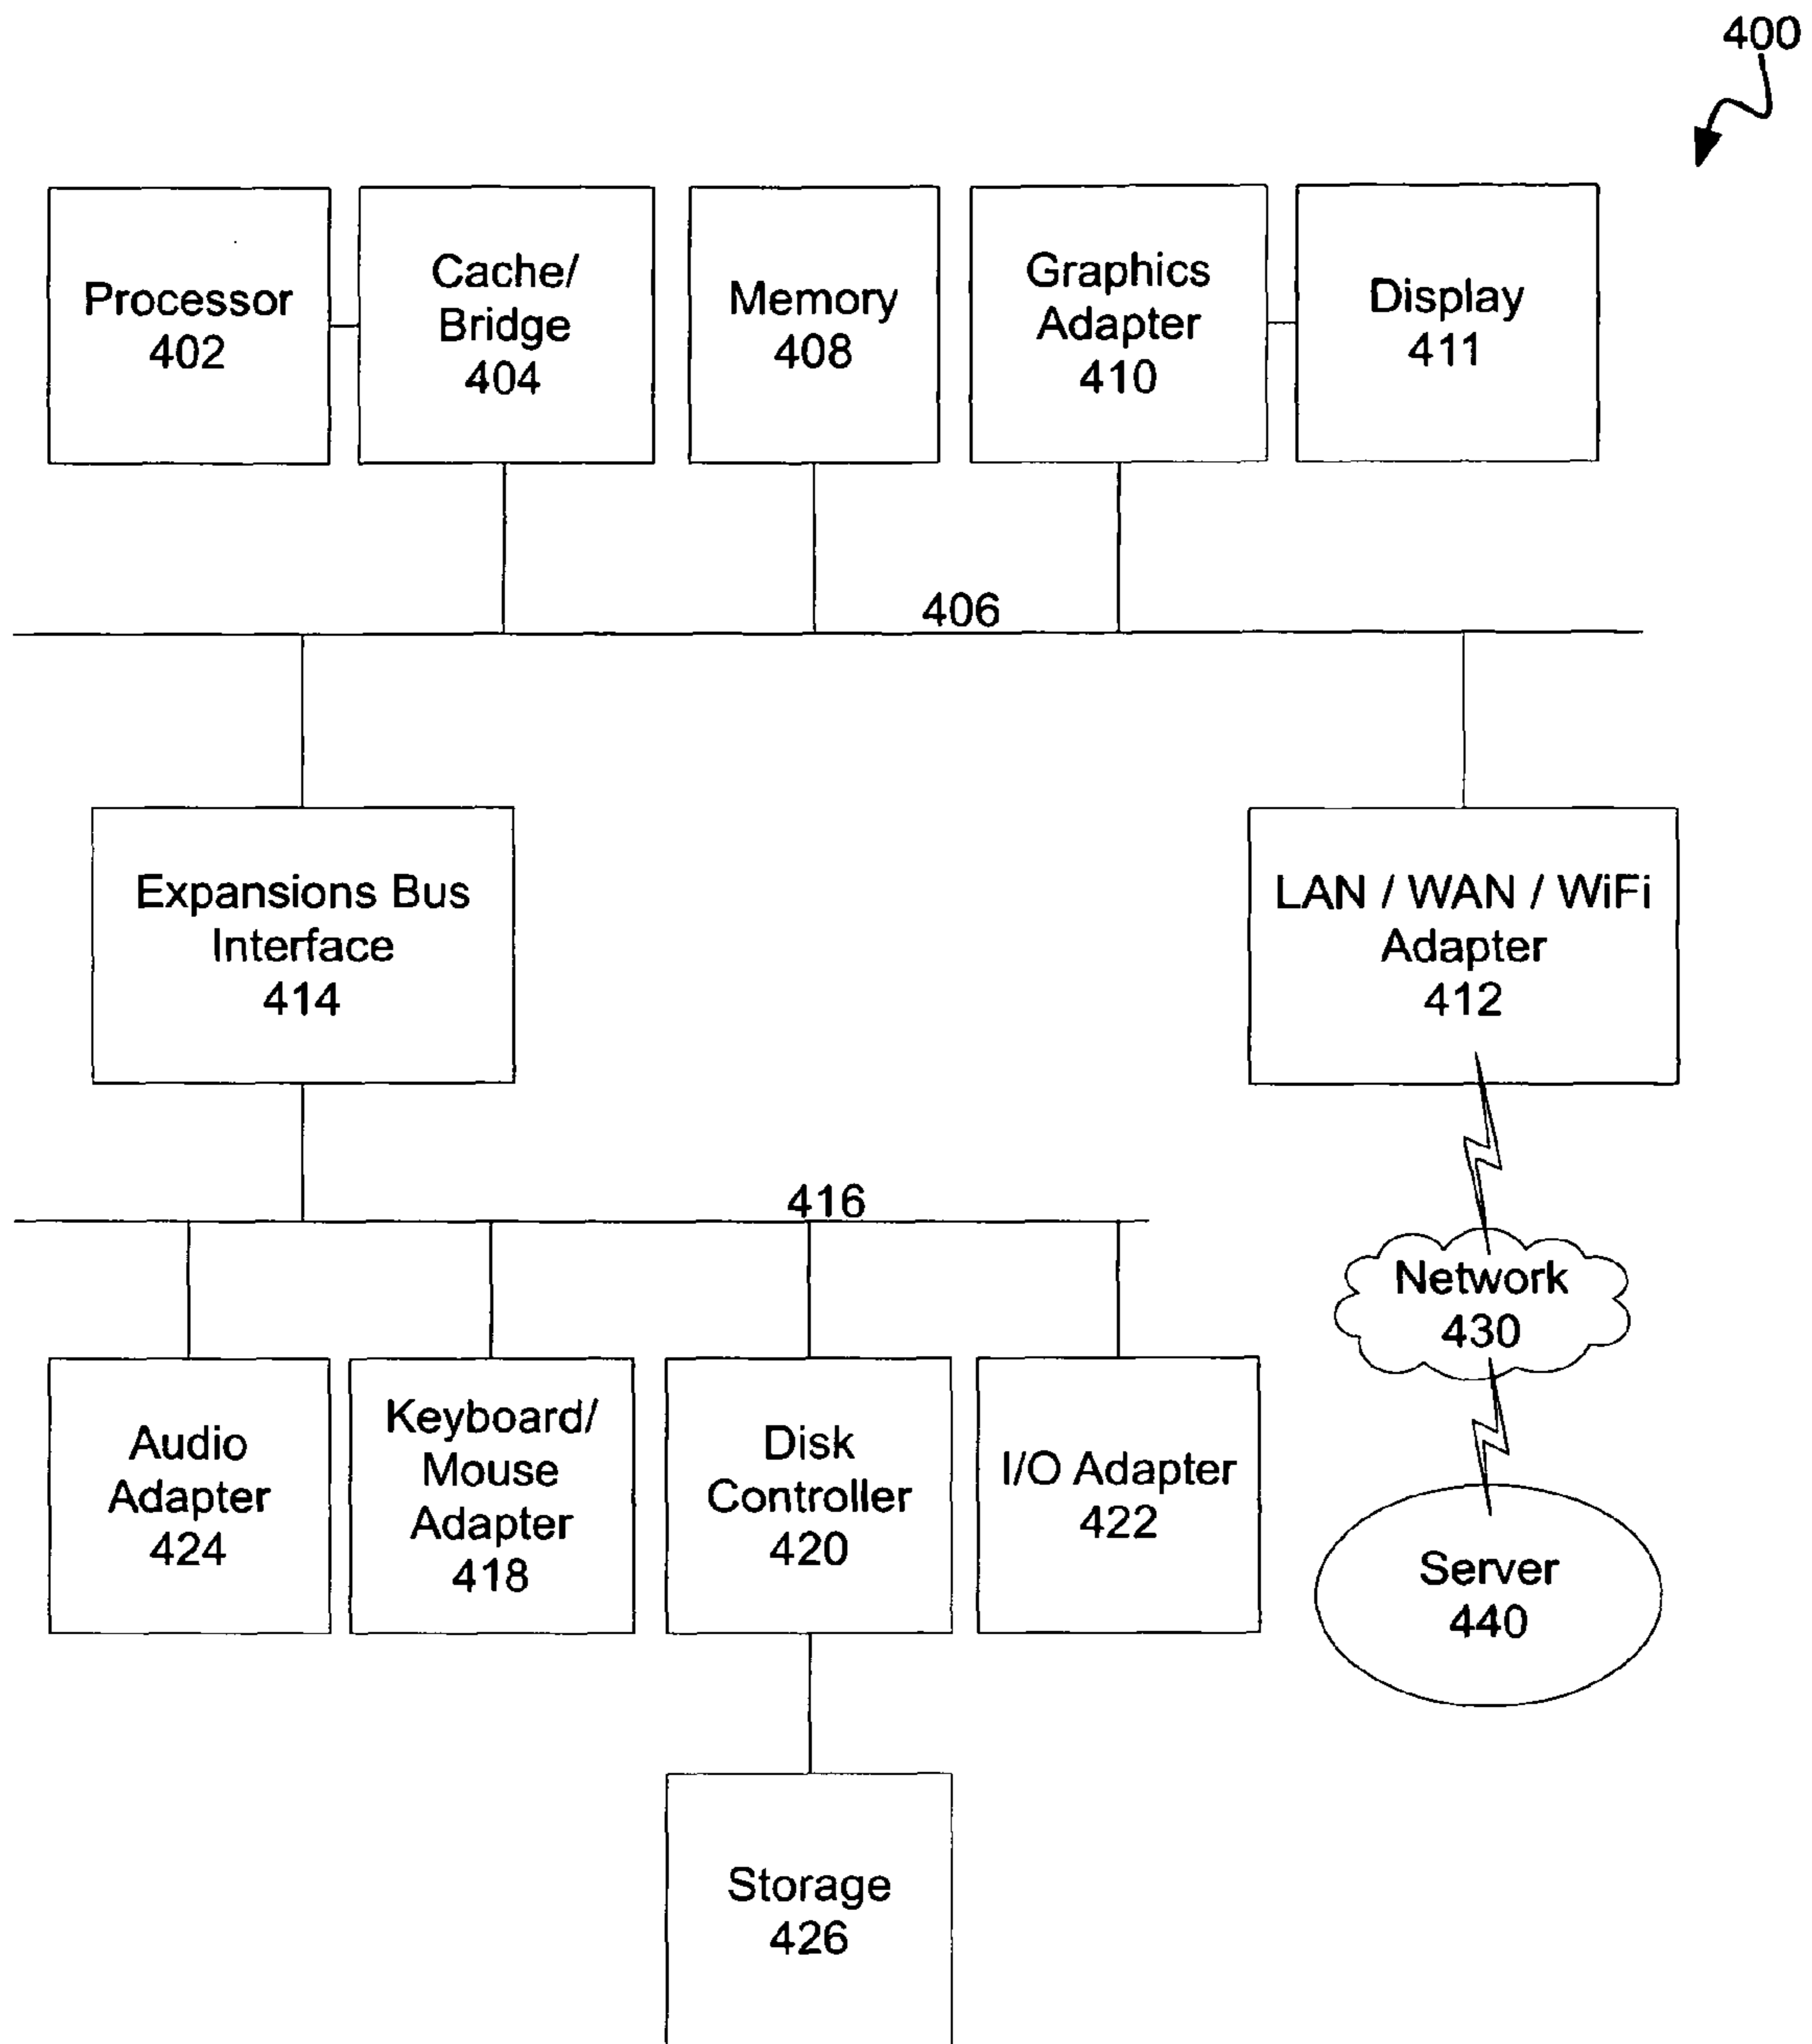 400
Processor
402
Cache/
Bridge
404
Memory
408
Graphics
Adapter
410
Display
411
406
Expansions Bus
Interface
414
LAN / WAN / WiFi
Adapter
412
416
Network
430
Audio
Adapter
424
Keyboard/
Mouse
Adapter
418
Disk
Controller
420
I/O Adapter
422
Server
440
Storage
426